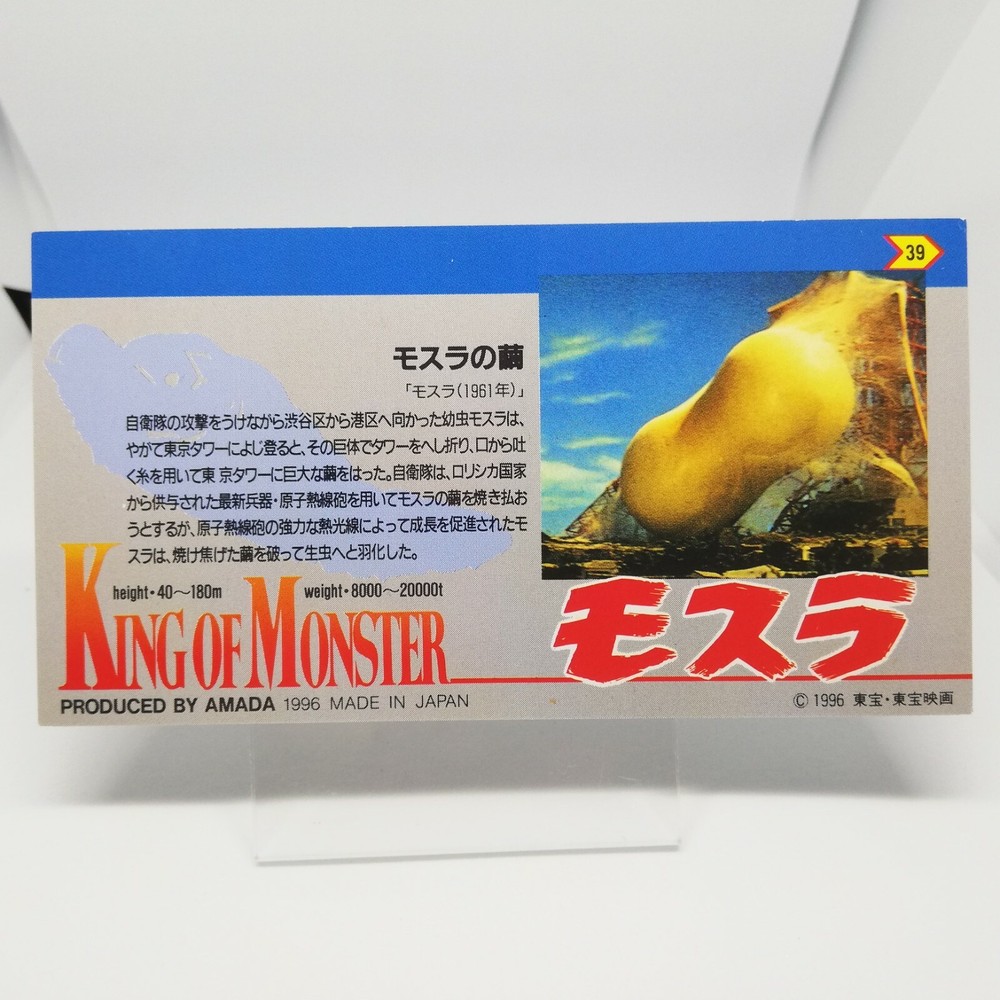 39
モスラの繭
「モスラ(1961年)」
自衛隊の攻撃をうけながら渋谷区から港区へ向かった幼虫モスラは、
やがて東京タワーによじ登ると、その巨体でタワーをへし折り、口から吐
く糸を用いて東 京タワーに巨大な繭をはった。自衛隊は、ロリシカ国家
から供与された最新兵器・原子熱線砲を用いてモスラの繭を焼き払お
うとするが、原子熱線砲の強力な熱光線によって成長を促進されたモ
スラは、焼け焦げた繭を破って生虫へと羽化した。
height・40〜180m weight・8000〜20000t
KING OF MONSTER
モスラ
PRODUCED BY AMADA 1996 MADE IN JAPAN
© 1996 東宝・東宝映画